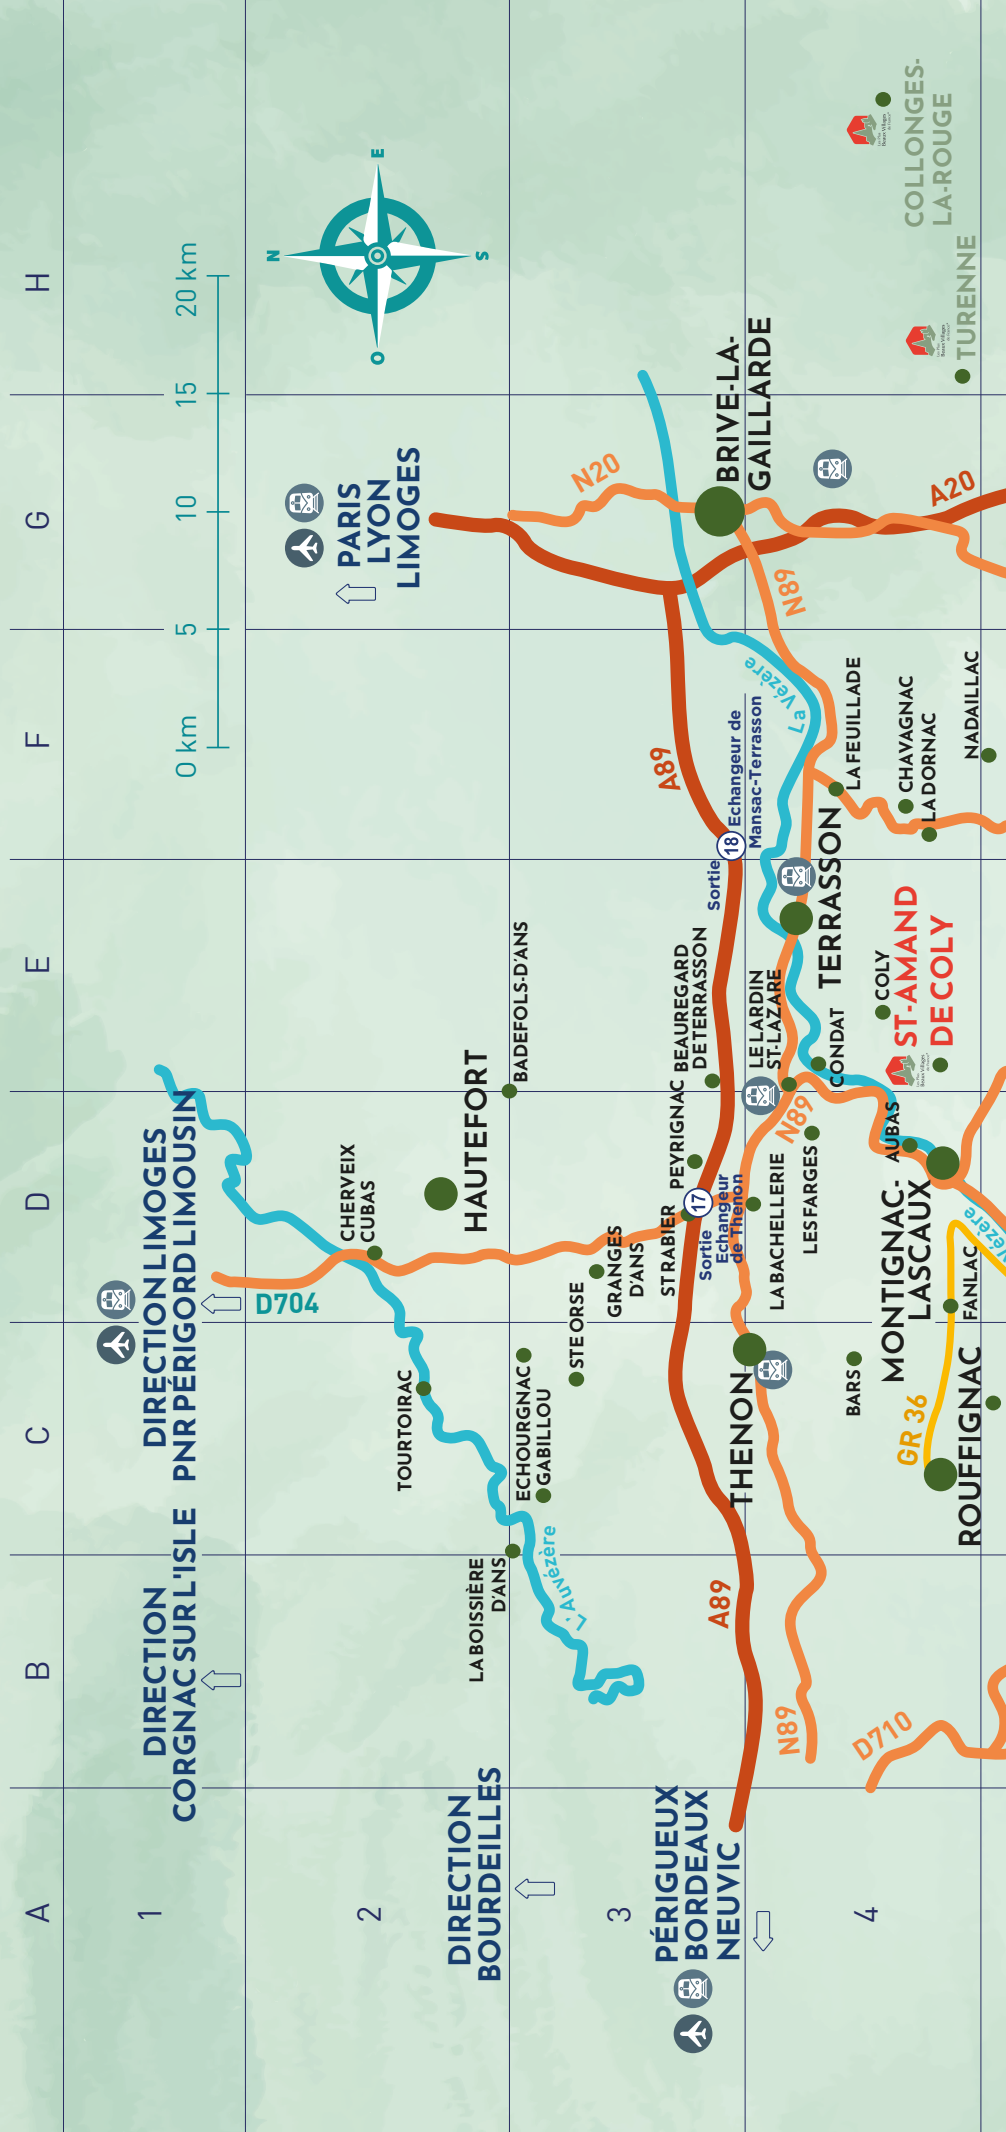 A
B
C
D
E
F
G
H
1
2
3
4
0 km
5
10
15
20 km
N
E
S
O
DIRECTION
CORGNAC SUR L'ISLE
DIRECTION LIMOGES
PNR PÉRIGORD LIMOUSIN
D704
PARIS
LYON
LIMOGES
DIRECTION
BOURDEILLES
PÉRIGUEUX
BORDEAUX
NEUVIC
CHERVEIX
CUBAS
TOURTOIRAC
HAUTEFORT
BADEFOLS-D'ANS
LA BOISSIÈRE
D'ANS
L'Auvézère
ECHOURGNAC
GABILLOU
STE ORSE
GRANGES
D'ANS
ST RABIER
PEYRIGNAC
BEAUREGARD
DE TERRASSON
Sortie
17
Echangeur
de Thenon
Sortie
18
Echangeur de
Mansac-Terrasson
A89
A89
N20
A20
BRIVE-LA-
GAILLARDE
N89
La Vézère
THENON
LA BACHELLERIE
LES FARGES
N89
LE LARDIN
ST-LAZARE
CONDAT
TERRASSON
LA FEUILLADE
CHAVAGNAC
LA DORNAC
NADAILLAC
N89
D710
BARS
AUBAS
COLY
ST-AMAND
DE COLY
MONTIGNAC-
LASCAUX
Vézère
FANLAC
GR 36
ROUFFIGNAC
TURENNE
COLLONGES-
LA-ROUGE